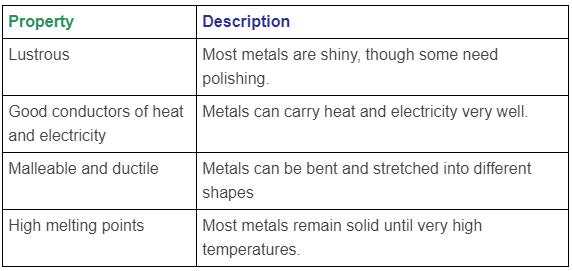 Property Description
Lustrous Most metals are shiny, though some need
polishing.
Good conductors of heat Metals can carry heat and electricity very well.
and electricity
Malleable and ductile Metals can be bent and stretched into different
shapes
High melting points Most metals remain solid until very high
temperatures.